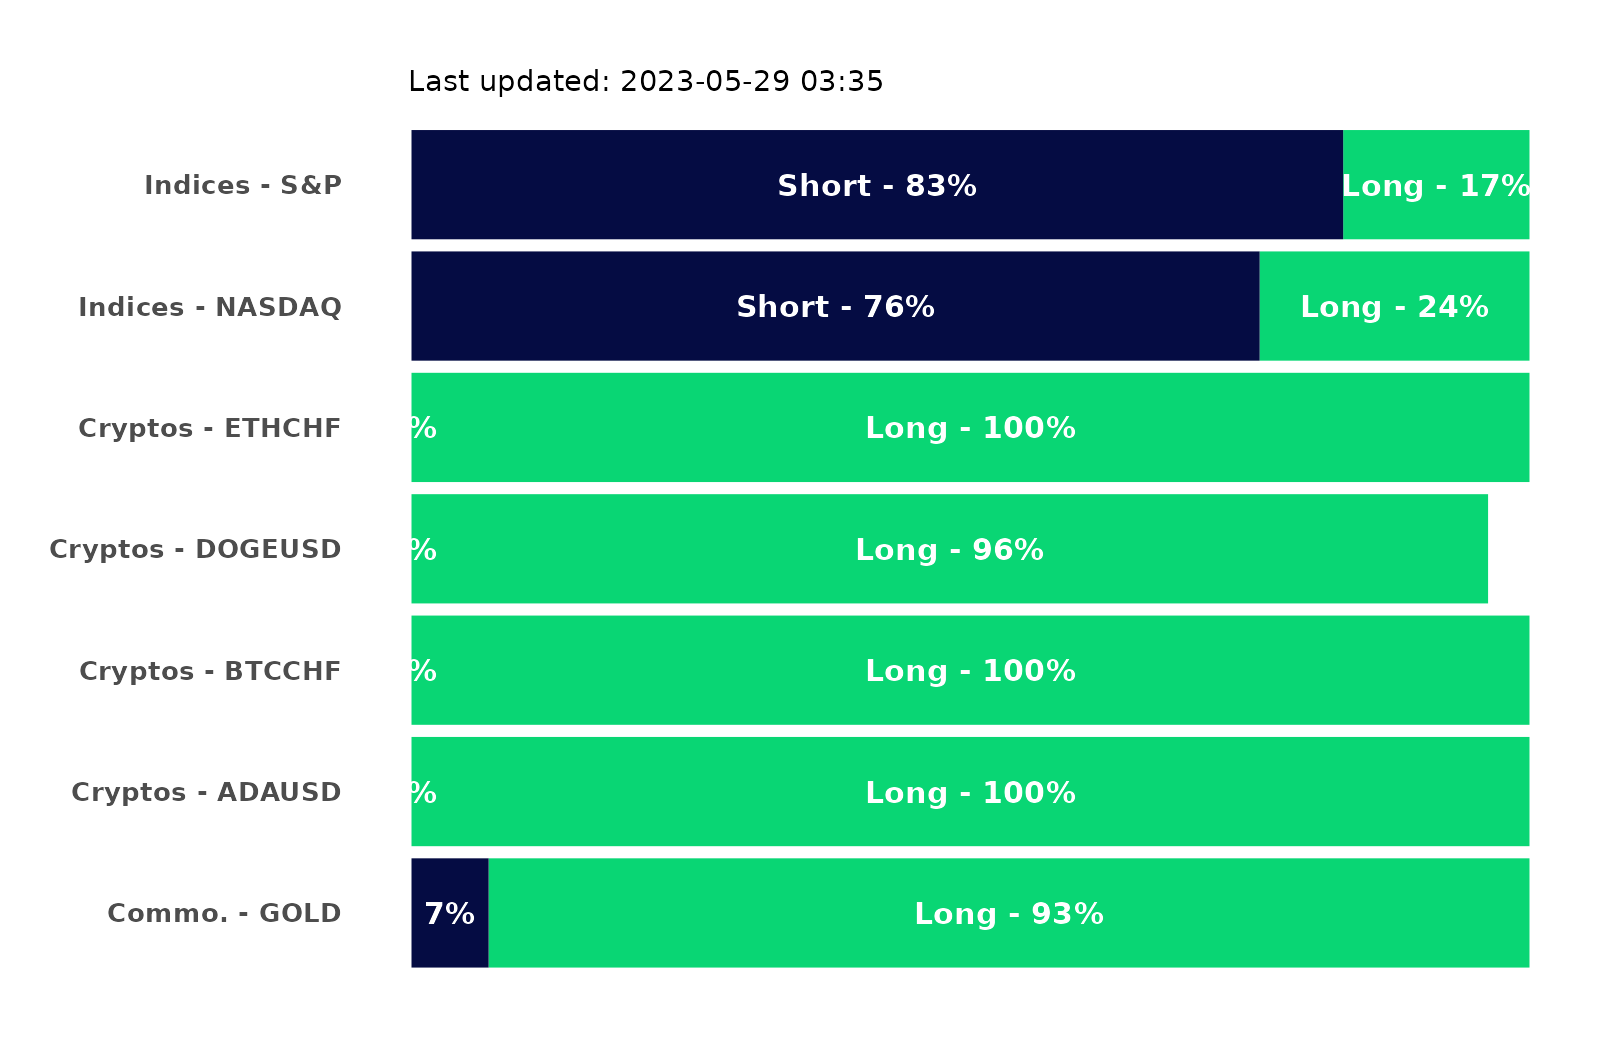 Last updated: 2023-05-29 03:35
Indices - S&P Short - 83% Long - 17%
Indices - NASDAQ Short - 76% Long - 24%
Cryptos - ETHCHF % Long - 100%
Cryptos - DOGEUSD % Long - 96%
Cryptos - BTCCHF % Long - 100%
Cryptos - ADAUSD % Long - 100%
Commo. - GOLD 7% Long - 93%